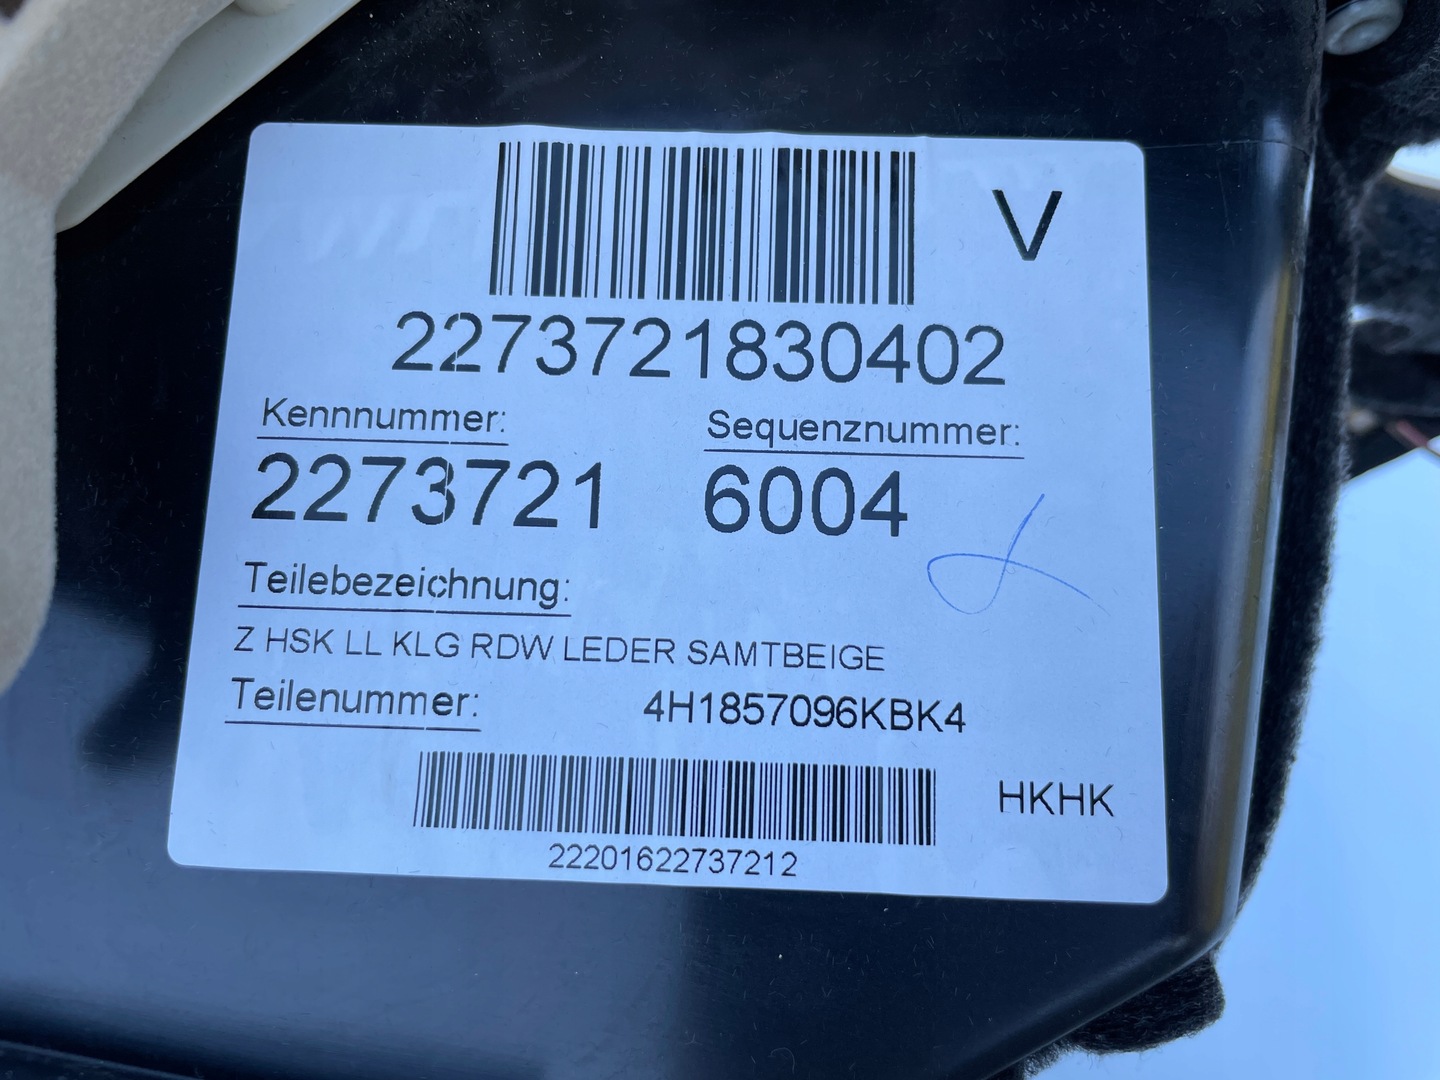 V
2273721830402
Kennnummer: Sequenznummer:
2273721 6004
Teilebezeichnung:
Z HSK LL KLG RDW LEDER SAMTBEIGE
Teilenummer: 4H1857096KBK4
HKHK
22201622737212